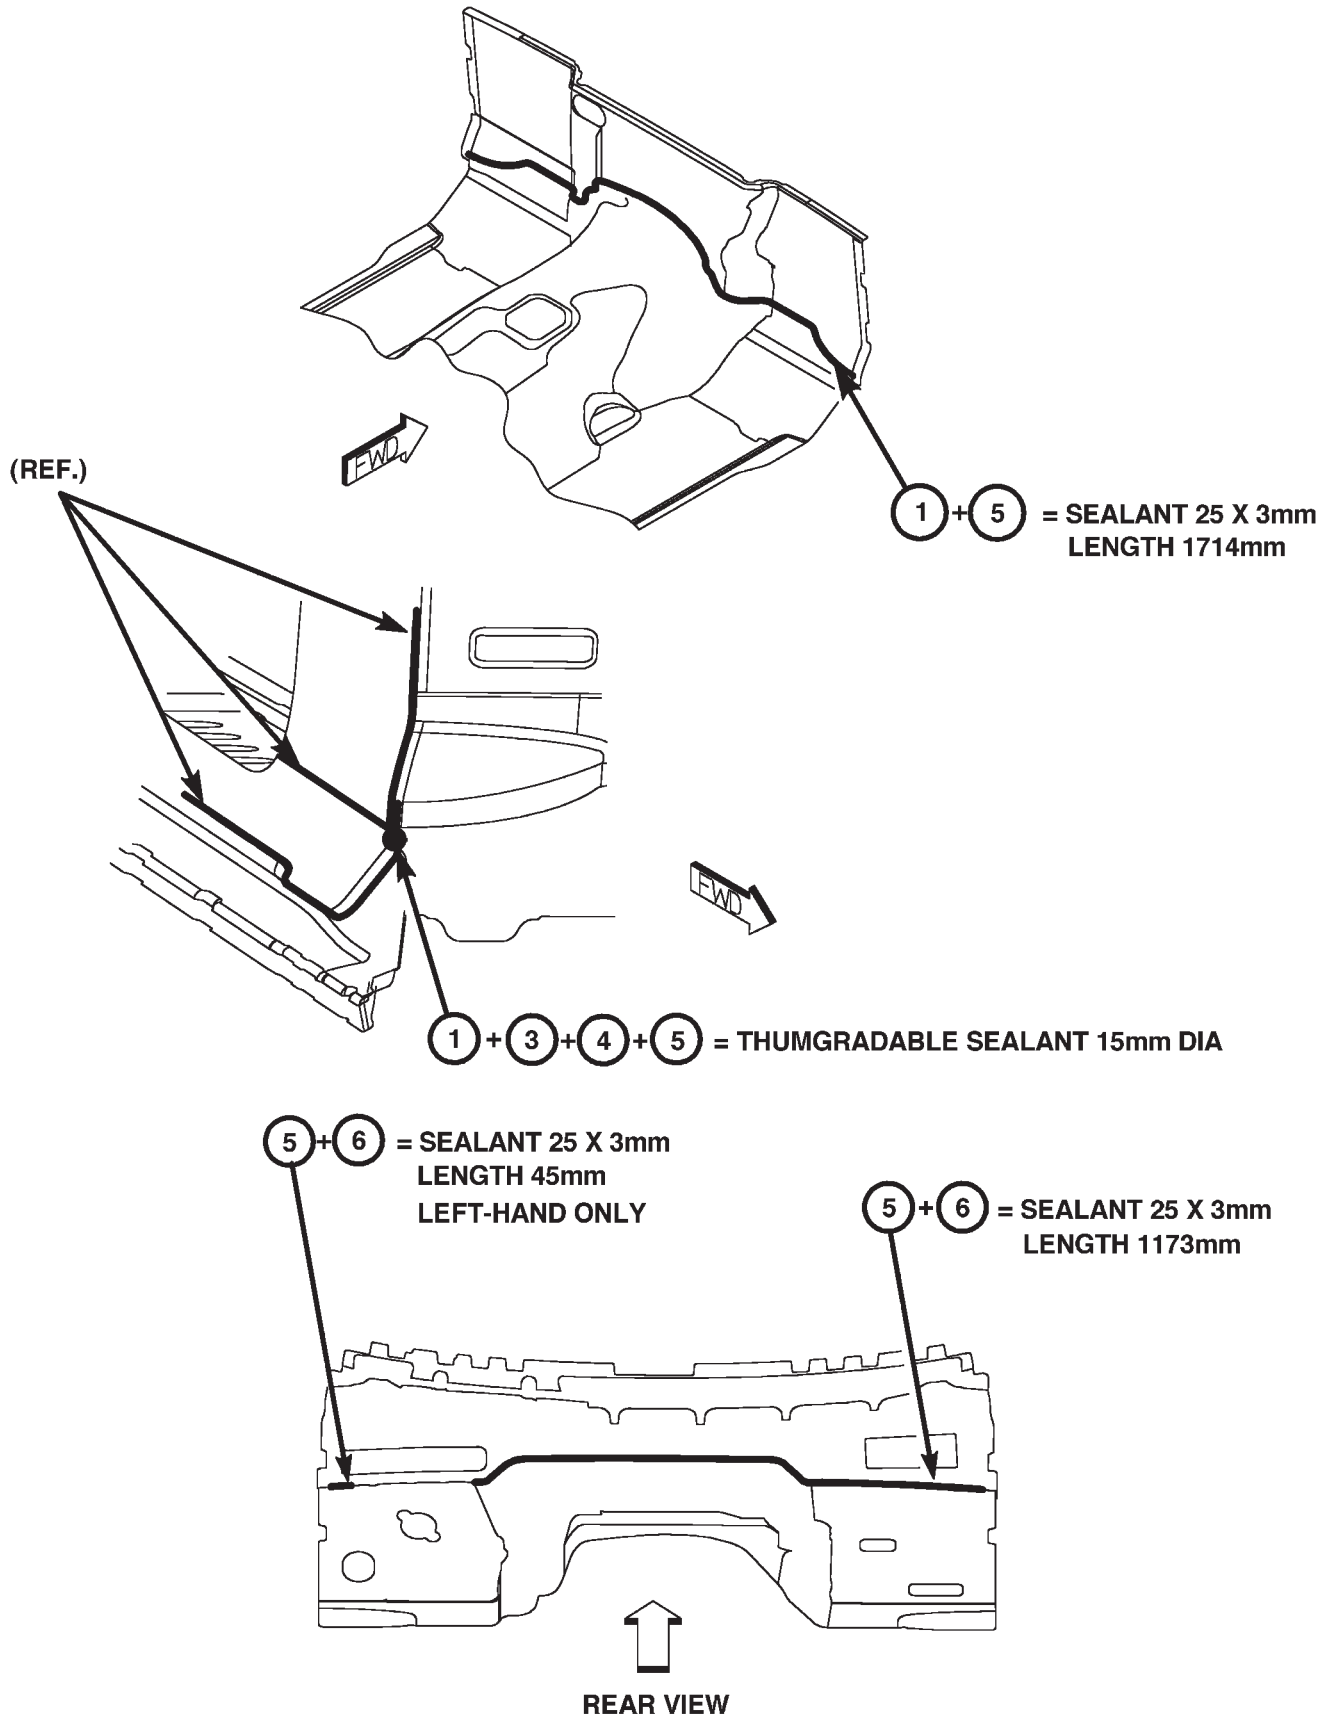 FWD
(REF.)
1 + 5 = SEALANT 25 X 3mm
LENGTH 1714mm
FWD
1 + 3 + 4 + 5 = THUMGRADABLE SEALANT 15mm DIA
5 + 6 = SEALANT 25 X 3mm
LENGTH 45mm
LEFT-HAND ONLY
5 + 6 = SEALANT 25 X 3mm
LENGTH 1173mm
REAR VIEW